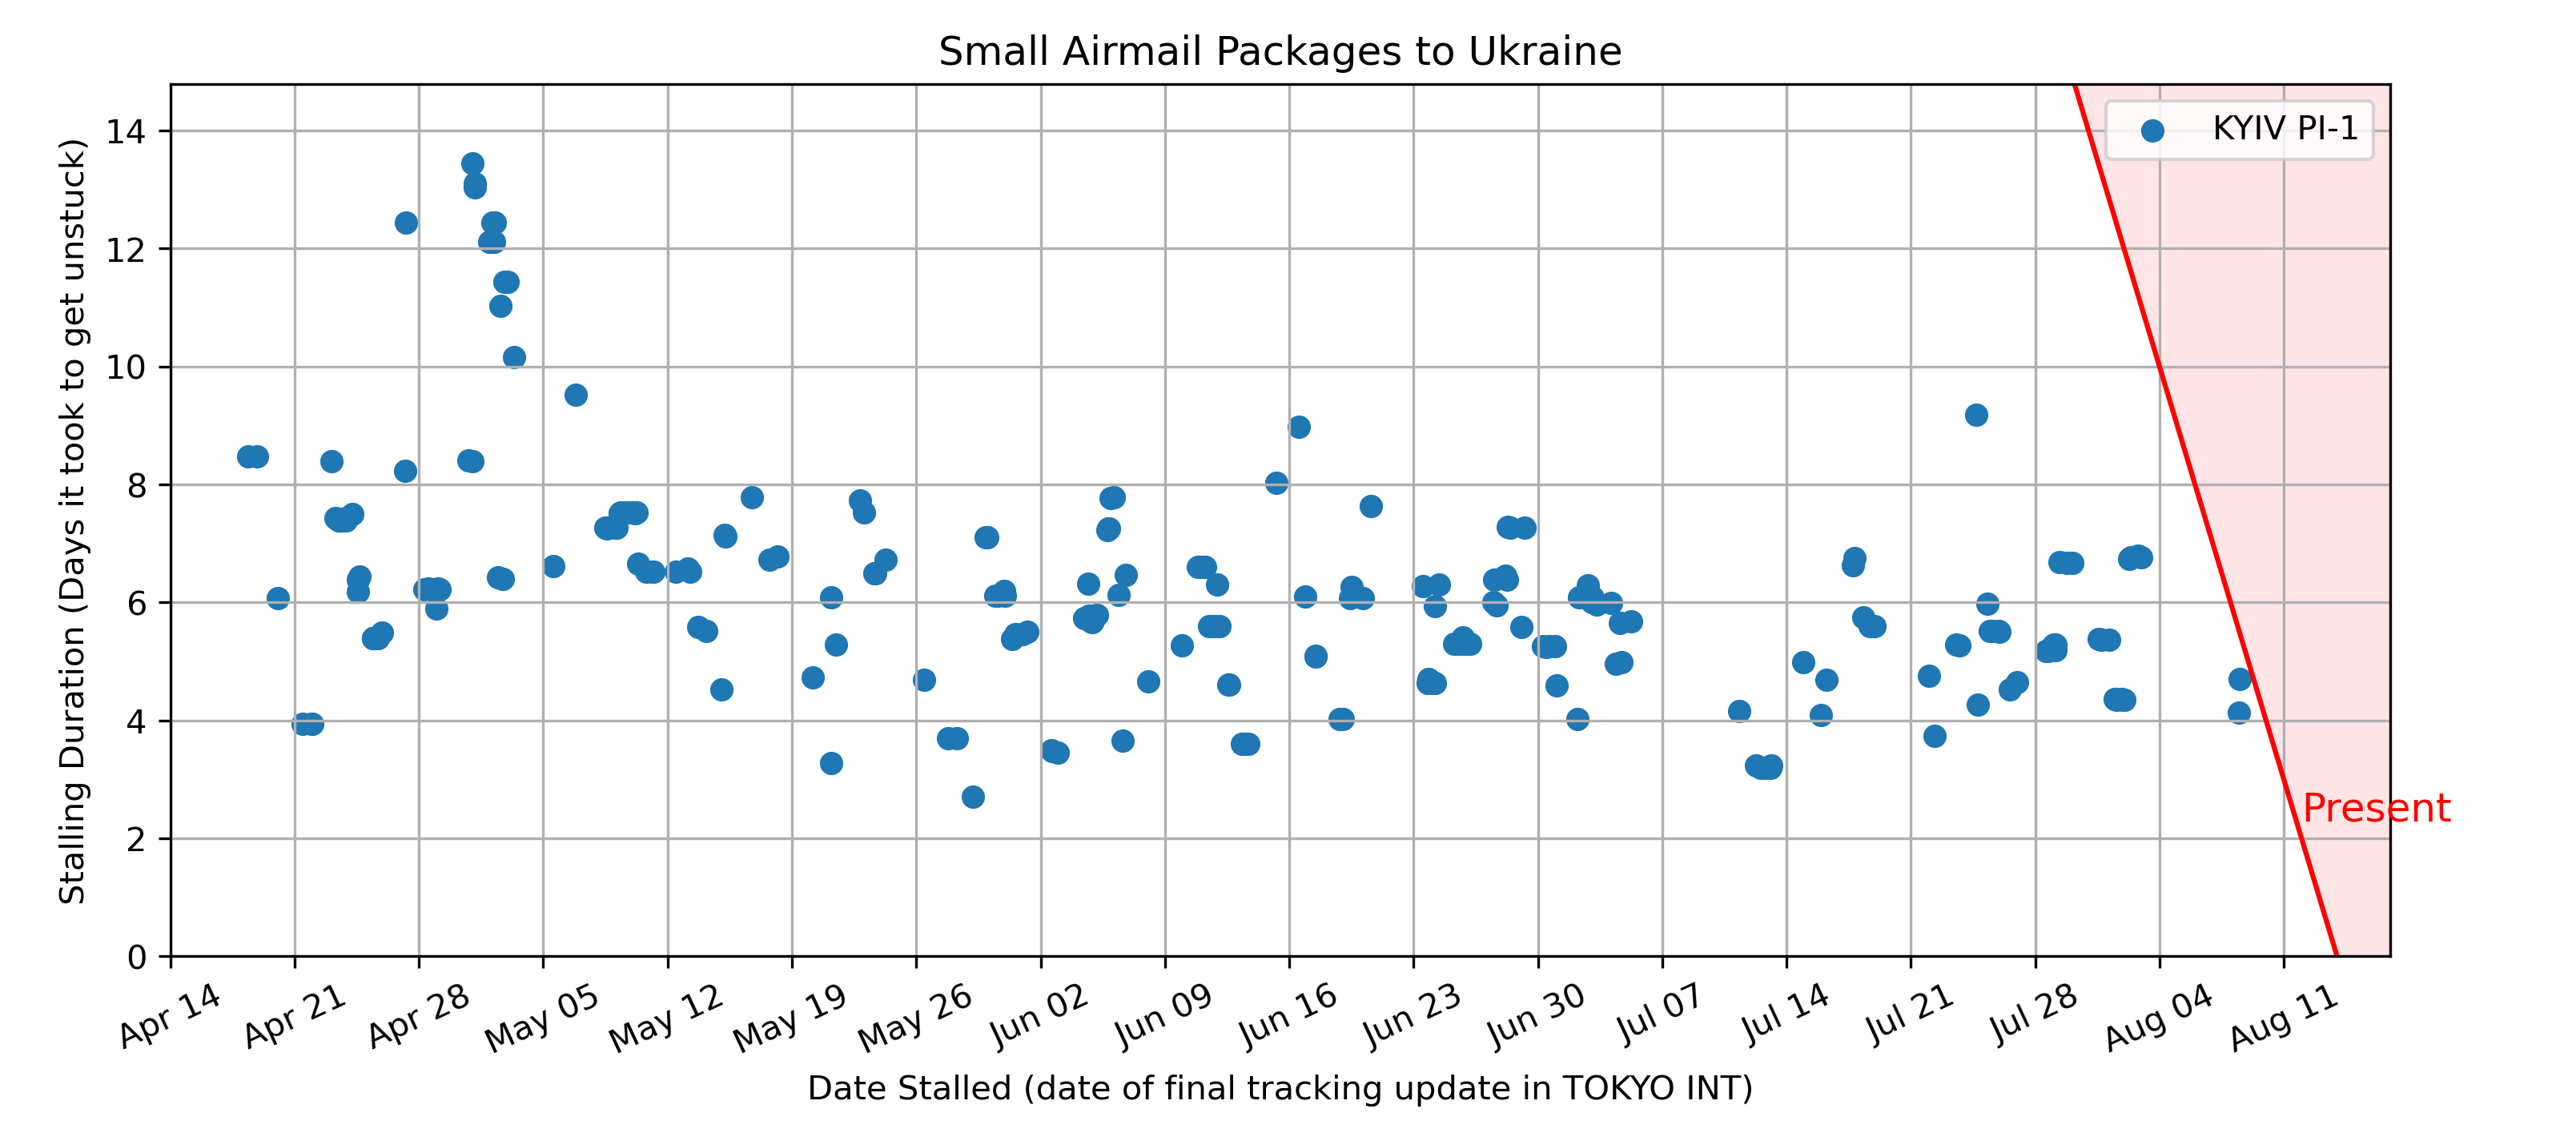 Small Airmail Packages to Ukraine
KYIV PI-1
Stalling Duration (Days it took to get unstuck)
14
12
10
8
6
4
2
0
Present
Apr 14
Apr 21
Apr 28
May 05
May 12
May 19
May 26
Jun 02
Jun 09
Jun 16
Jun 23
Jun 30
Jul 07
Jul 14
Jul 21
Jul 28
Aug 04
Aug 11
Date Stalled (date of final tracking update in TOKYO INT)